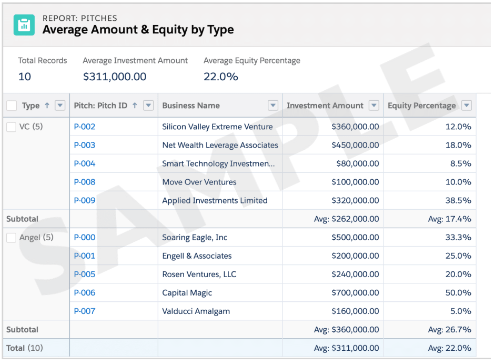 REPORT: PITCHES
Average Amount & Equity by Type
Total Records Average Investment Amount Average Equity Percentage
10 $311,000.00 22.0%
Type ↑ Pitch: Pitch ID ↑ Business Name Investment Amount Equity Percentage
VC (5) P-002 Silicon Valley Extreme Venture $360,000.00 12.0%
P-003 Net Wealth Leverage Associates $450,000.00 18.0%
P-004 Smart Technology Investmen... $80,000.00 8.5%
P-008 Move Over Ventures $100,000.00 10.0%
P-009 Applied Investments Limited $320,000.00 38.5%
Subtotal Avg: $262,000.00 Avg: 17.4%
Angel (5) P-000 Soaring Eagle, Inc $500,000.00 33.3%
P-001 Engell & Associates $200,000.00 25.0%
P-005 Rosen Ventures, LLC $240,000.00 20.0%
P-006 Capital Magic $700,000.00 50.0%
P-007 Valducci Amalgam $160,000.00 5.0%
Subtotal Avg: $360,000.00 Avg: 26.7%
Total (10) Avg: $311,000.00 Avg: 22.0%
SAMPLE